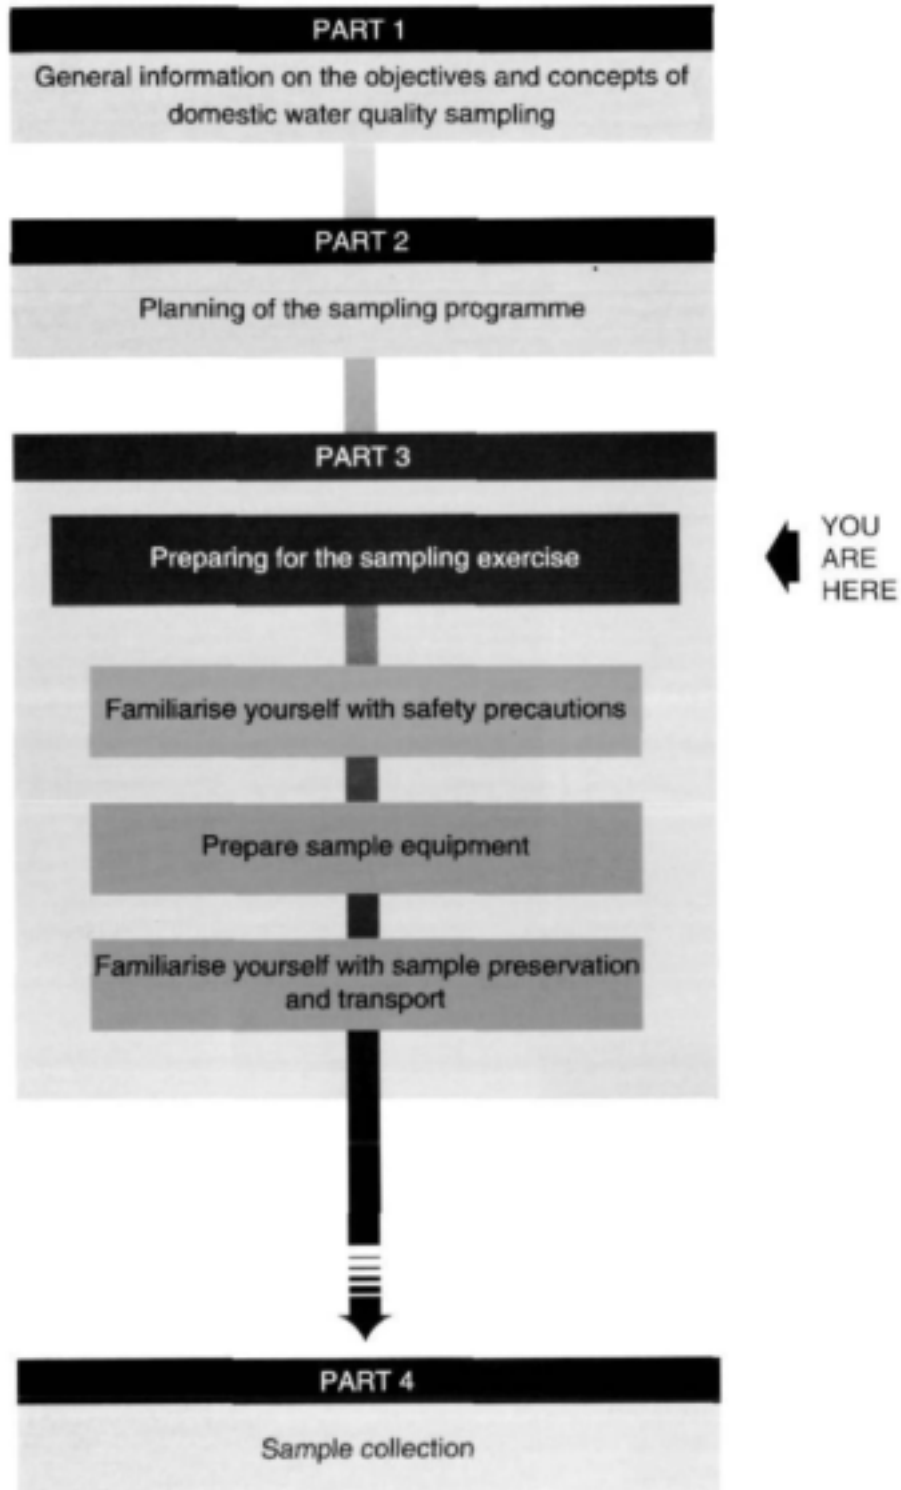 PART 1
General information on the objectives and concepts of
domestic water quality sampling
PART 2
Planning of the sampling programme
PART 3
Preparing for the sampling exercise
YOU
ARE
HERE
Familiarise yourself with safety precautions
Prepare sample equipment
Familiarise yourself with sample preservation
and transport
PART 4
Sample collection